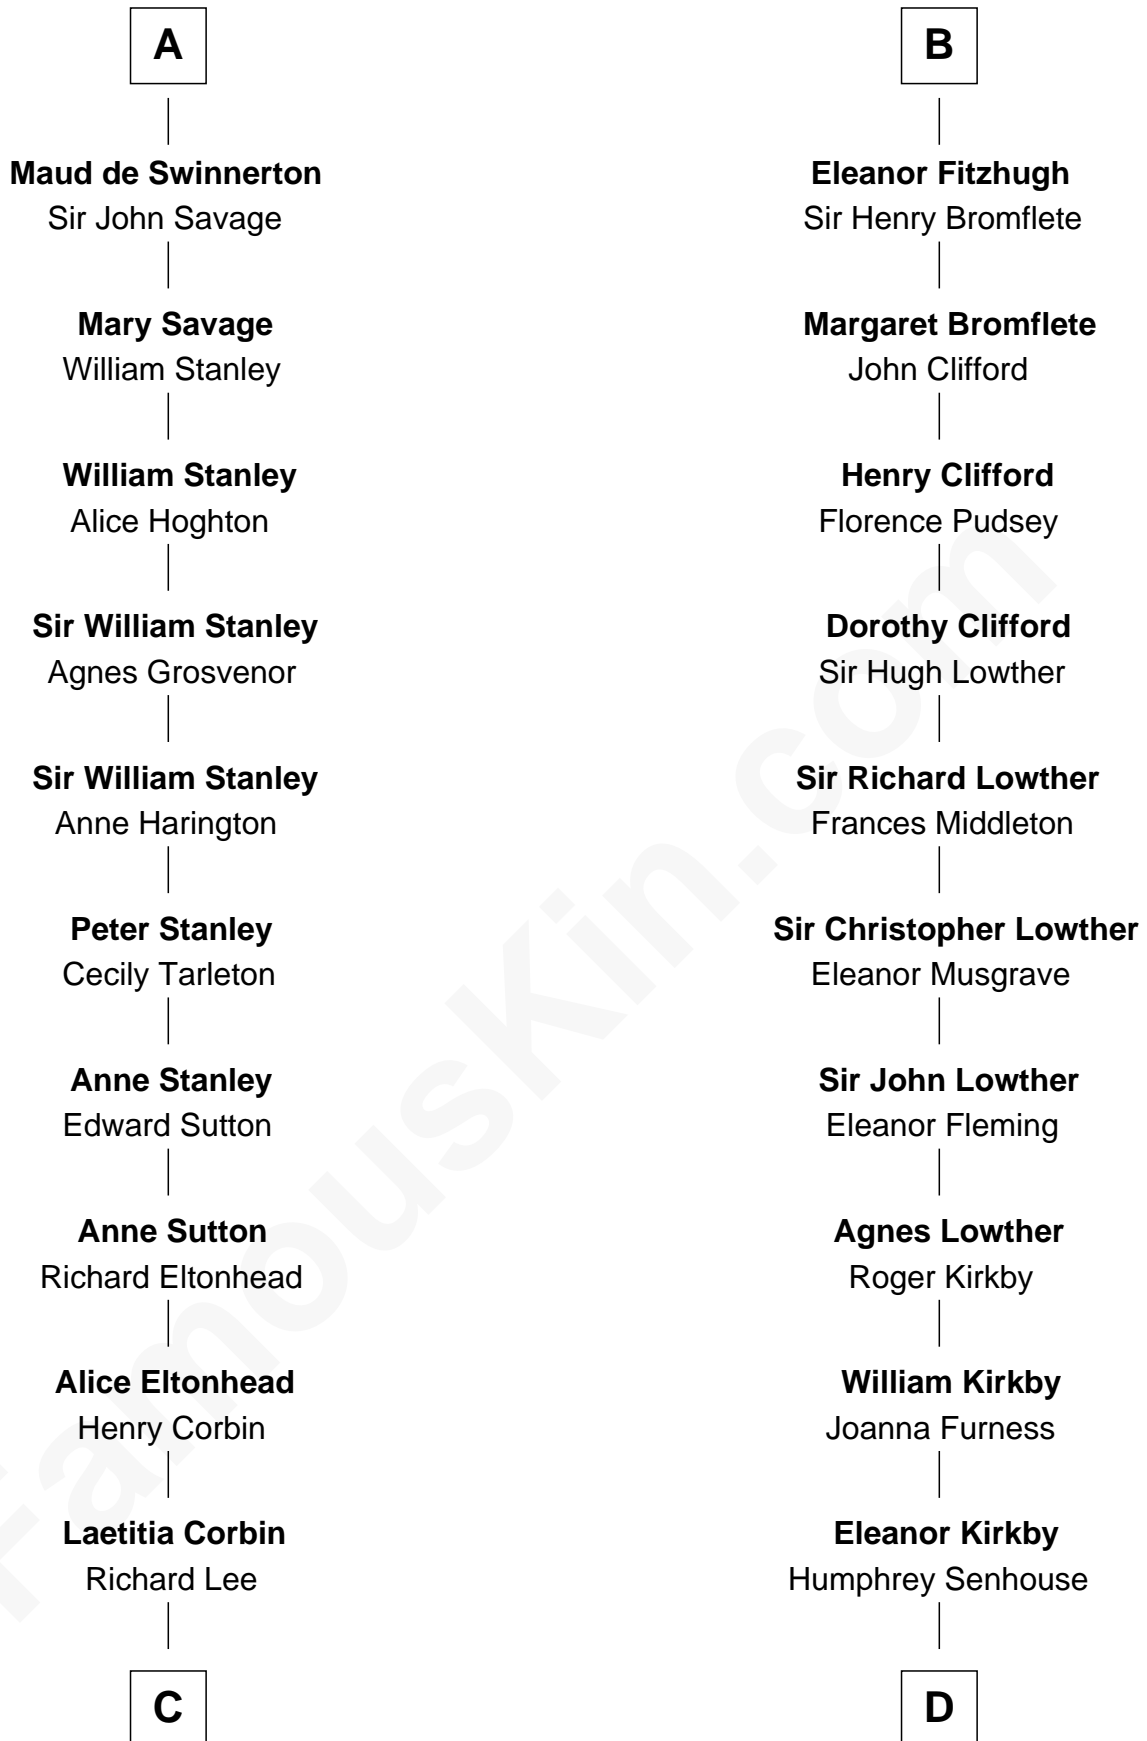 A
Maud de Swinnerton
Sir John Savage
Mary Savage
William Stanley
William Stanley
Alice Hoghton
Sir William Stanley
Agnes Grosvenor
Sir William Stanley
Anne Harington
Peter Stanley
Cecily Tarleton
Anne Stanley
Edward Sutton
Anne Sutton
Richard Eltonhead
Alice Eltonhead
Henry Corbin
Laetitia Corbin
Richard Lee
C
B
Eleanor Fitzhugh
Sir Henry Bromflete
Margaret Bromflete
John Clifford
Henry Clifford
Florence Pudsey
Dorothy Clifford
Sir Hugh Lowther
Sir Richard Lowther
Frances Middleton
Sir Christopher Lowther
Eleanor Musgrave
Sir John Lowther
Eleanor Fleming
Agnes Lowther
Roger Kirkby
William Kirkby
Joanna Furness
Eleanor Kirkby
Humphrey Senhouse
D
FamousKin.com